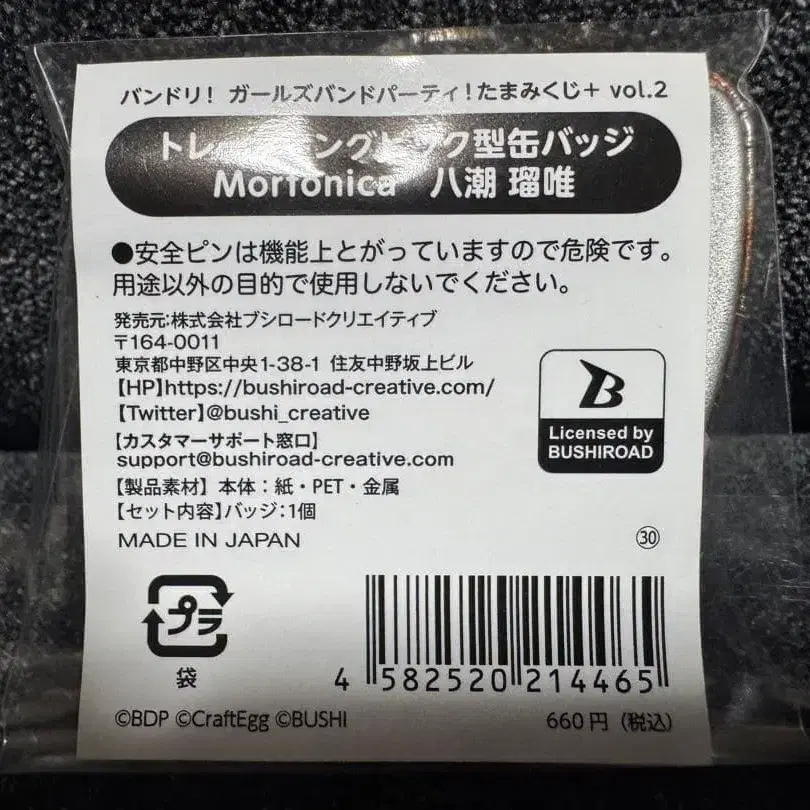 バンドリ! ガールズバンドパーティ!たまみくじ+ vol.2
型缶バッジ
Morfonica 八潮 瑠唯
●安全ピンは機能上とがっていますので危険です。
用途以外の目的で使用しないでください。
発売元:株式会社ブシロードクリエイティブ
〒164-0011
東京都中野区中央1-38-1 住友中野坂上ビル
【HP】https://bushiroad-creative.com/
【Twitter】@bushi_creative
【カスタマーサポート窓口】
support@bushiroad-creative.com
【製品素材】本体:紙・PET・金属
【セット内容】バッジ:1個
MADE IN JAPAN
㉚
B
Licensed by
BUSHIROAD
プラ
袋
4 582520 214465
©BDP ©CraftEgg ©BUSHI
660円(税込)